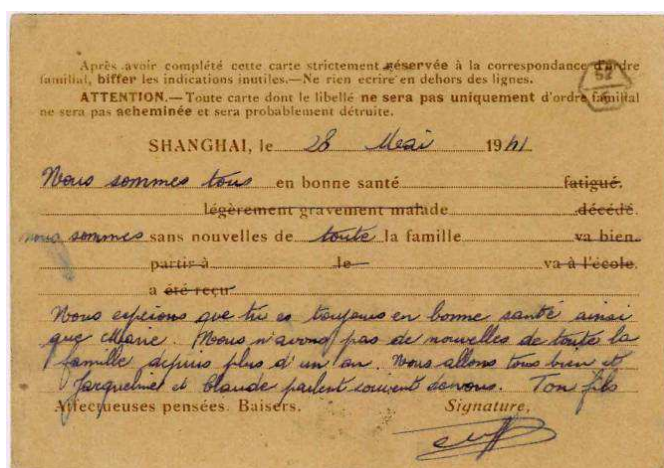 Après avoir complété cette carte strictement réservée à la correspondance d'ordre
familial, biffer les indications inutiles.—Ne rien ecrire en dehors des lignes.
ATTENTION.—Toute carte dont le libellé ne sera pas uniquement d'ordre familial
ne sera pas acheminée et sera probablement détruite.
52
SHANGHAI, le 28 Mai 1941
Nous sommes tous en bonne santé fatigué.
légèrement gravement malade décédé.
nous sommes sans nouvelles de toute la famille va bien.
partir à le va à l'école.
a été reçu
Nous espérons que tu es toujours en bonne santé ainsi
que Marie. Nous n'avons pas de nouvelles de toute la
famille depuis plus d'un an. Nous allons tous bien et
Jacqueline et Claude parlent souvent de vous. Ton fils
Affectueuses pensées. Baisers. Signature,